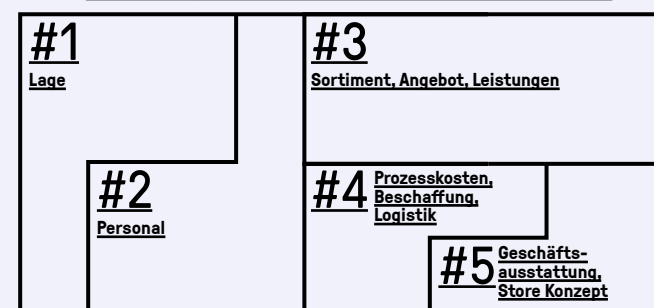 #1
Lage
#2
Personal
#3
Sortiment, Angebot, Leistungen
#4
Prozesskosten,
Beschaffung,
Logistik
#5
Geschäfts-
ausstattung,
Store Konzept